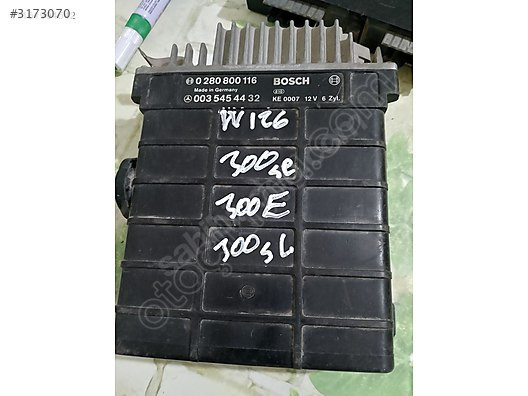 #3173070
0 280 800 116 BOSCH
Made in Germany
003 545 44 32 KE 0007 12 V 6 Zyl.
W126
300se
300E
300SL